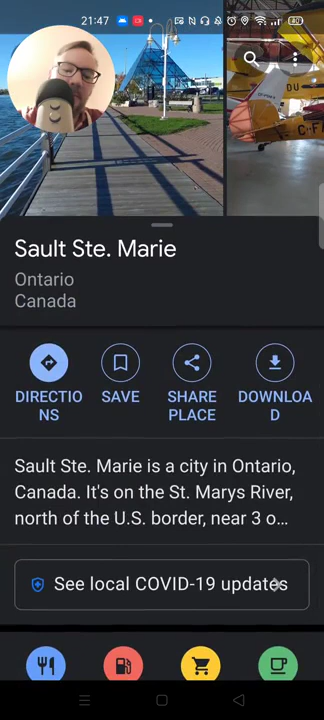 21:47
40
DU
C-F
Sault Ste. Marie
Ontario
Canada
DIRECTIO
NS
SAVE
SHARE
PLACE
DOWNLOA
D
Sault Ste. Marie is a city in Ontario,
Canada. It's on the St. Marys River,
north of the U.S. border, near 3 o…
See local COVID-19 updates